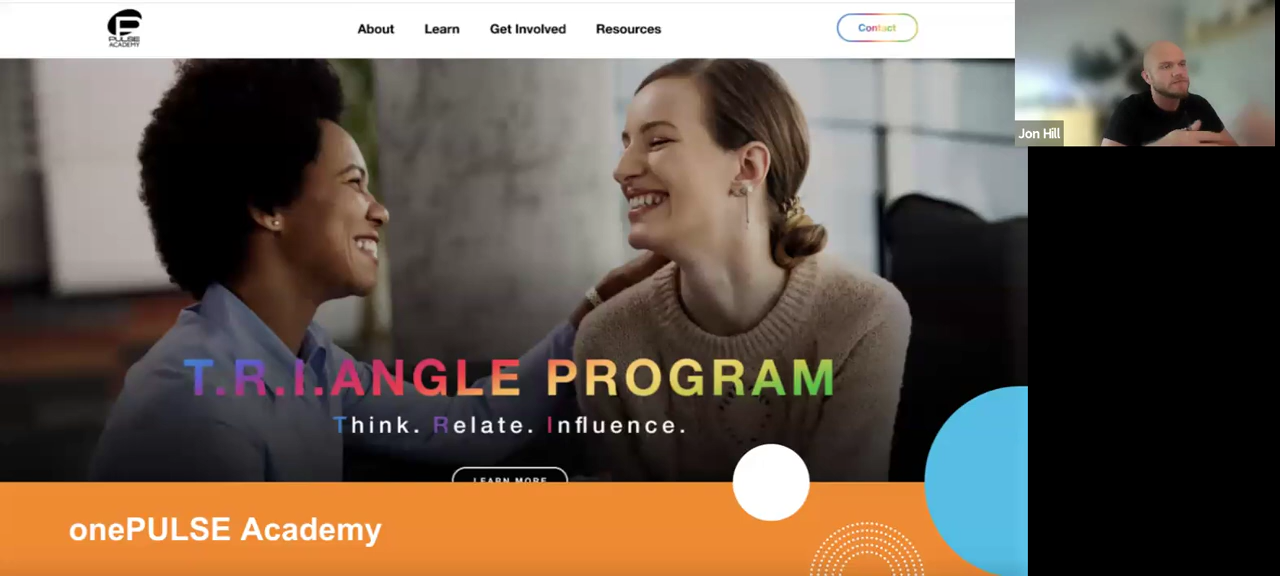 PULSE
ACADEMY
About
Learn
Get Involved
Resources
Contact
Jon Hill
T.R.I.ANGLE PROGRAM
Think. Relate. Influence.
LEARN MORE
onePULSE Academy